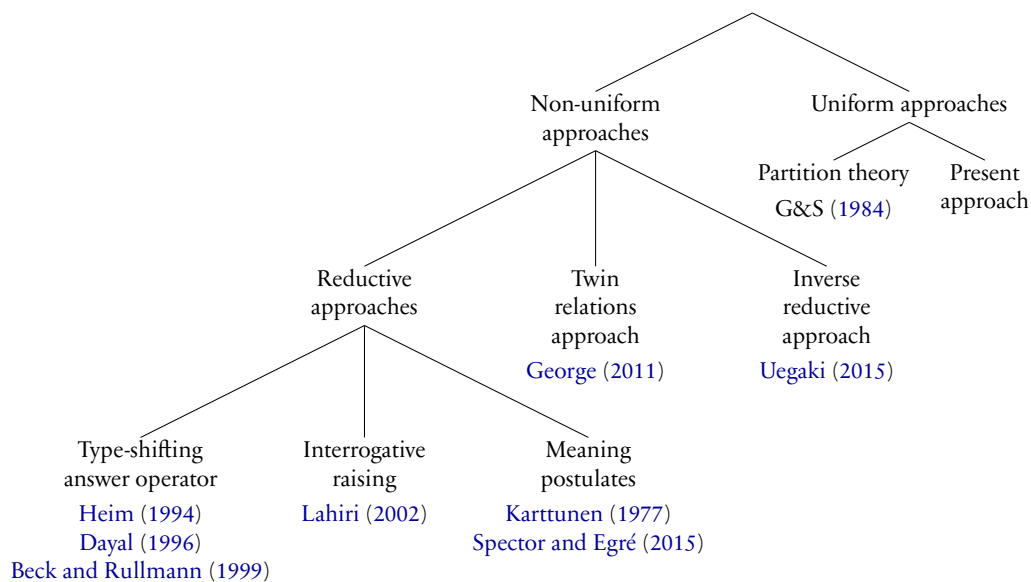 Non-uniform
approaches
Uniform approaches
Partition theory
G&S (1984)
Present
approach
Reductive
approaches
Twin
relations
approach
George (2011)
Inverse
reductive
approach
Uegaki (2015)
Type-shifting
answer operator
Heim (1994)
Dayal (1996)
Beck and Rullmann (1999)
Interrogative
raising
Lahiri (2002)
Meaning
postulates
Karttunen (1977)
Spector and Egré (2015)